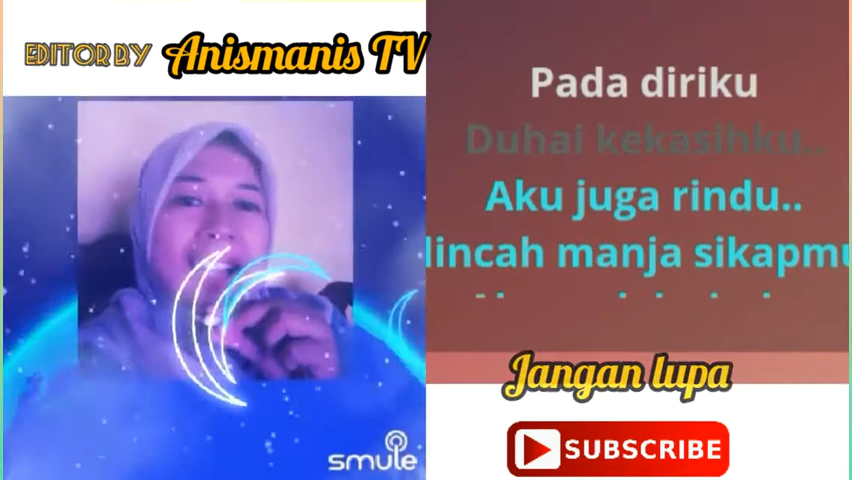 EDITOR BY Anismanis TV
smule
Pada diriku
Duhai kekasihku..
Aku juga rindu..
lincah manja sikapmu
Jangan lupa
SUBSCRIBE